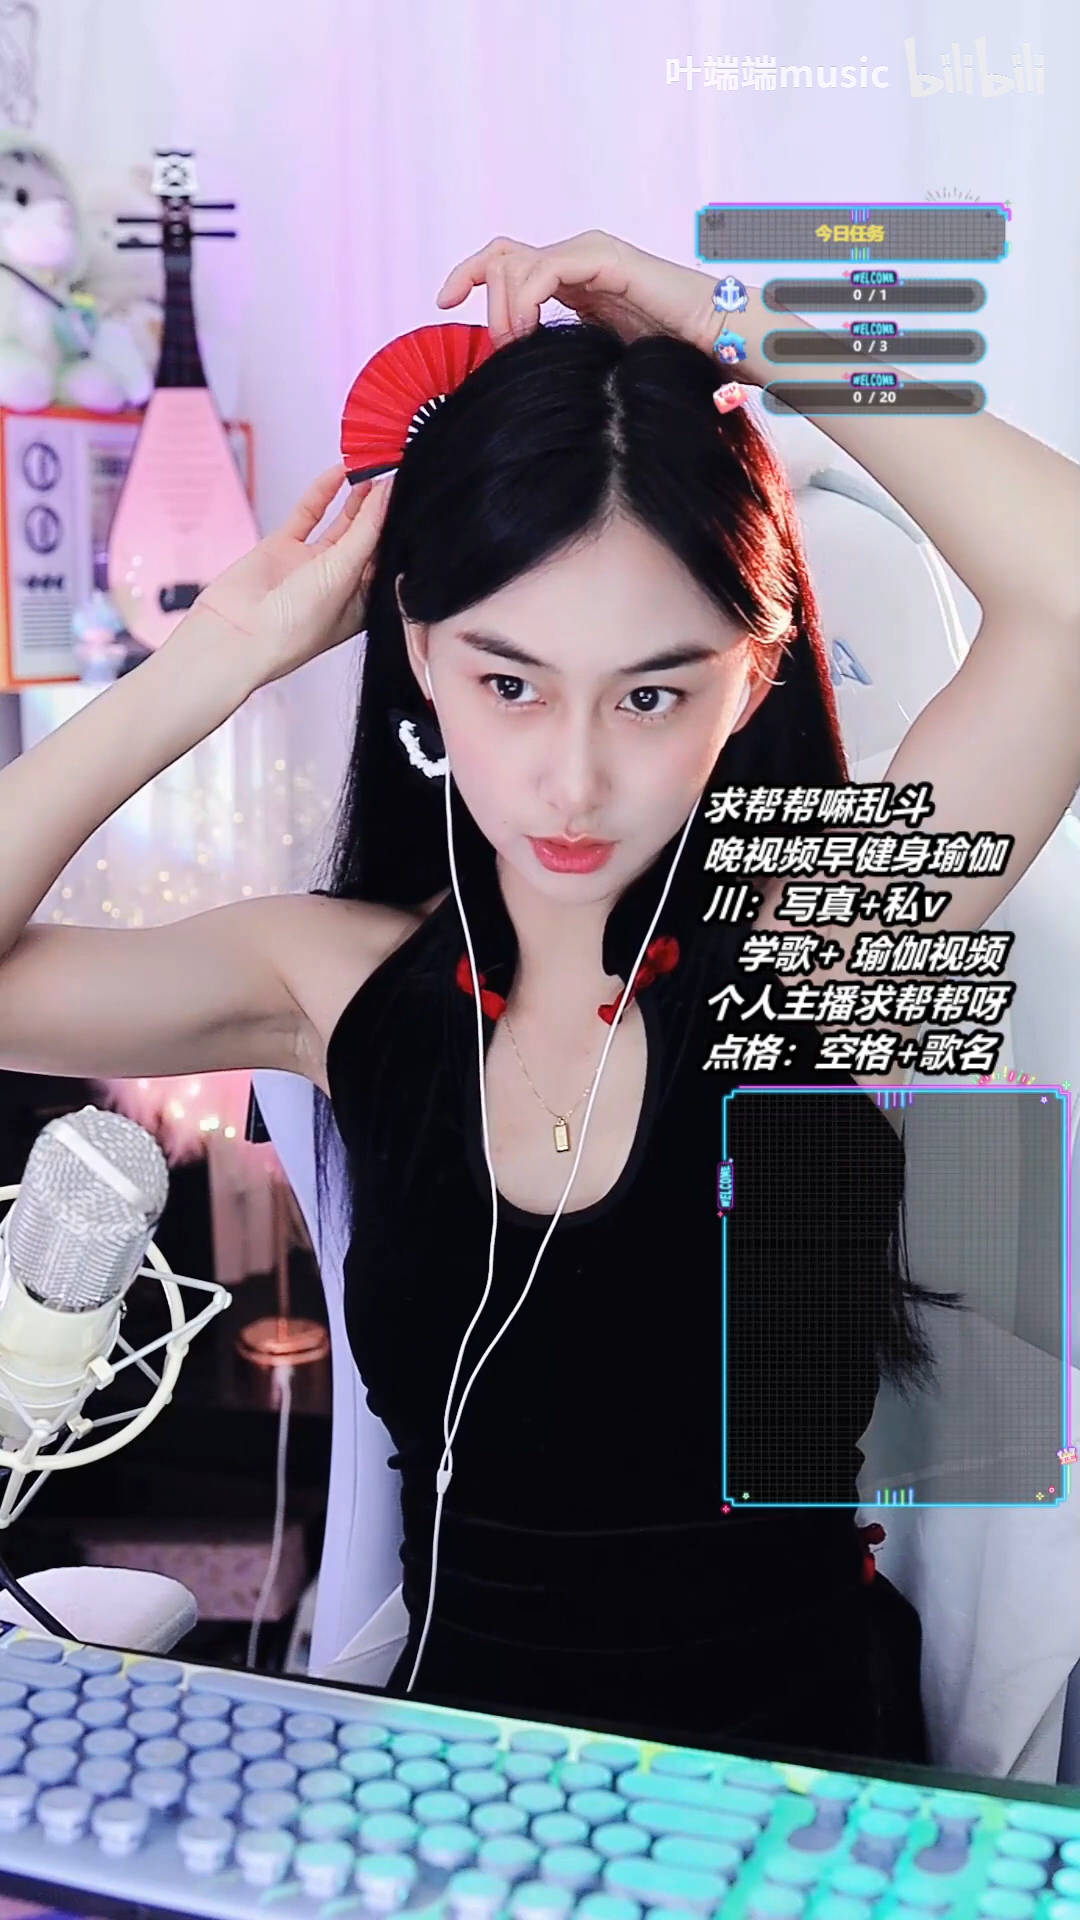 叶端端music bilibili
今日任务
WELCOME
0 / 1
WELCOME
0 / 3
WELCOME
0 / 20
求帮帮嘛乱斗
晚视频早健身瑜伽
川：写真+私v
学歌+ 瑜伽视频
个人主播求帮帮呀
点格：空格+歌名
WELCOME